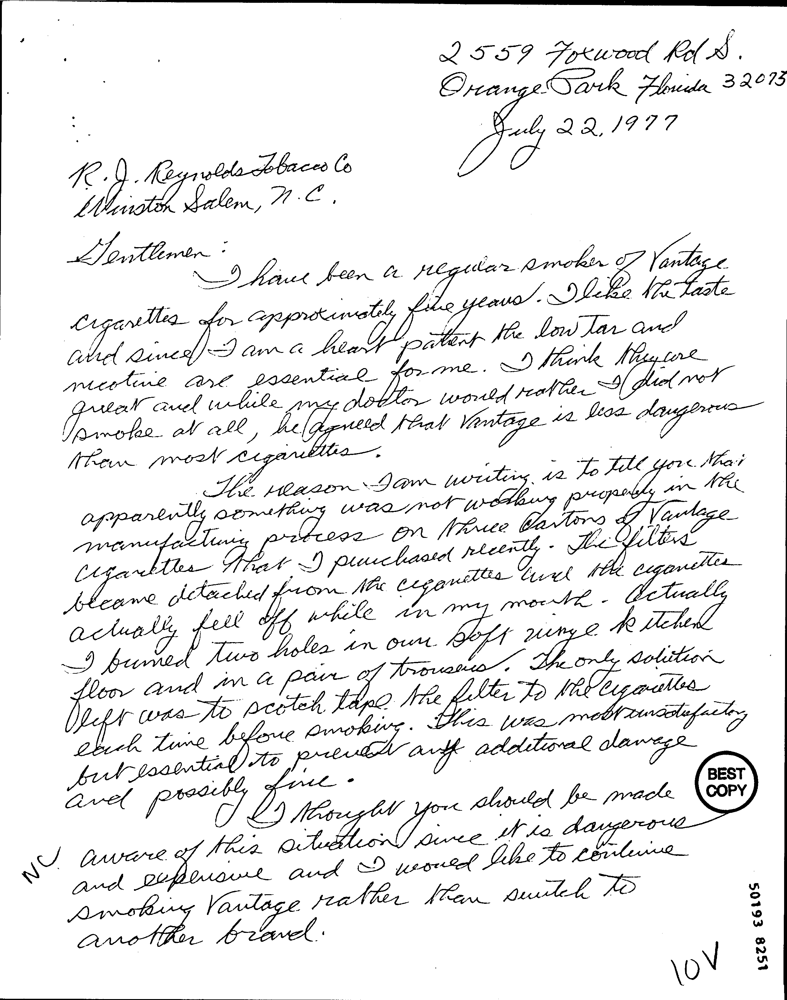 2559 Foxwood Rd S.
Orange Park Florida 32073
July 22, 1977
R. J. Reynolds Tobacco Co
Winston Salem, N.C.
Gentlemen:
I have been a regular smoker of Vantage
cigarettes for approximately five years. I like the taste
and since I am a heart patient the low tar and
nicotine are essential for me. I think they are
great and while my doctor would rather I did not
smoke at all, he agreed that Vantage is less dangerous
than most cigarettes.
The reason I am writing is to tell you that
apparently something was not working properly in the
manufacturing process on three cartons of Vantage
cigarettes that I purchased recently. The filters
became detached from the cigarettes and the cigarettes
actually fell off while in my mouth. Actually
I burned two holes in our soft vinyl kitchen
floor and in a pair of trousers. The only solution
left was to scotch tape the filter to the cigarettes
each time before smoking. This was most unsatisfactory
but essential to prevent any additional damage
and possibly fire.
BEST
COPY
I thought you should be made
NC aware of this situation since it is dangerous
and expensive and I would like to continue
smoking Vantage rather than switch to
another brand.
50193 8251
10V